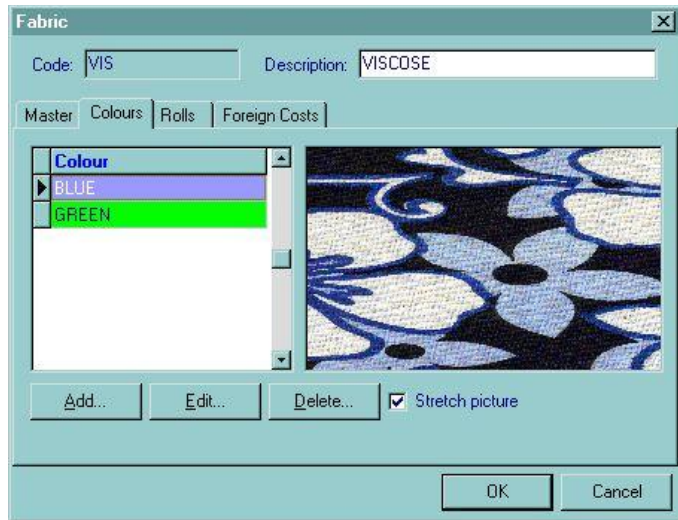 Fabric
Code: VIS Description: VISCOSE
Master Colours Rolls Foreign Costs
Colour
BLUE
GREEN
Add... Edit... Delete... Stretch picture
OK Cancel